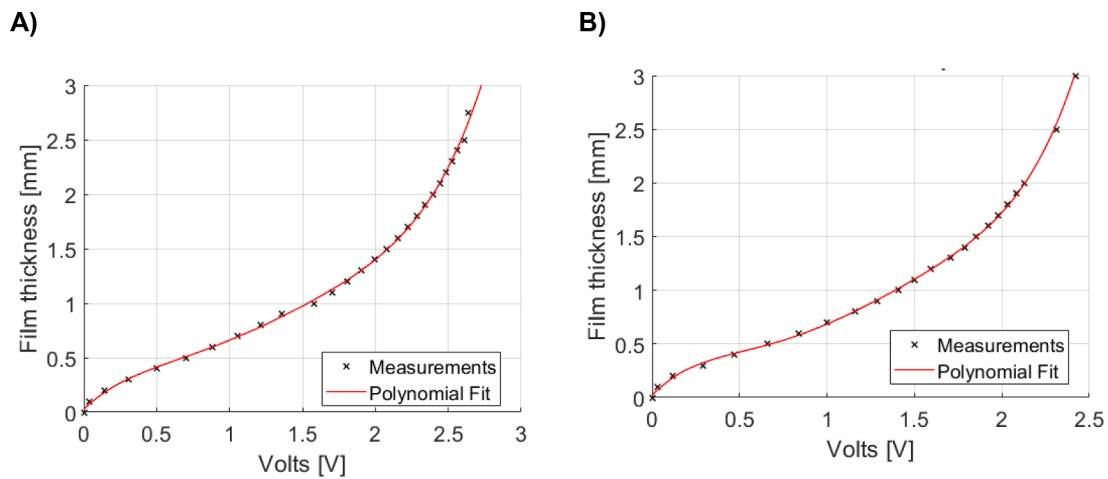 A)
B)
3
2.5
2
1.5
1
0.5
0
Film thickness [mm]
Measurements
Polynomial Fit
0 0.5 1 1.5 2 2.5 3
Volts [V]
3
2.5
2
1.5
1
0.5
0
Film thickness [mm]
Measurements
Polynomial Fit
0 0.5 1 1.5 2 2.5
Volts [V]